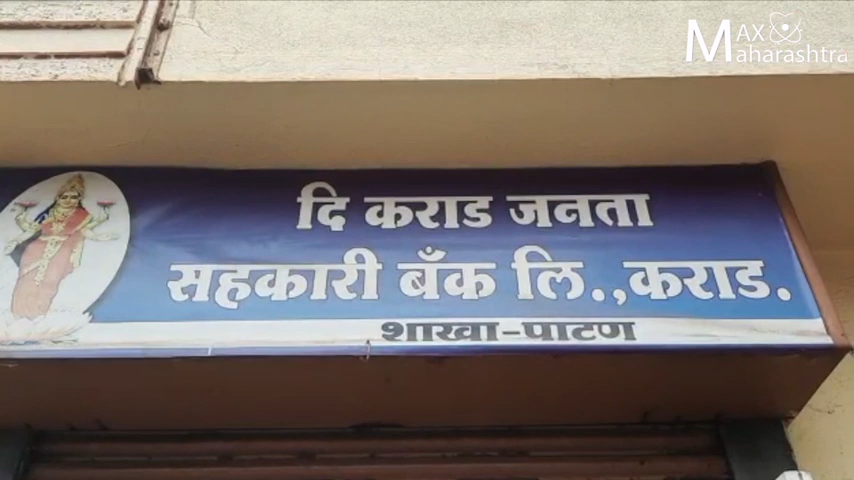 MAX
Maharashtra
दि कराड जनता
सहकारी बँक लि.,कराड.
शाखा-पाटण